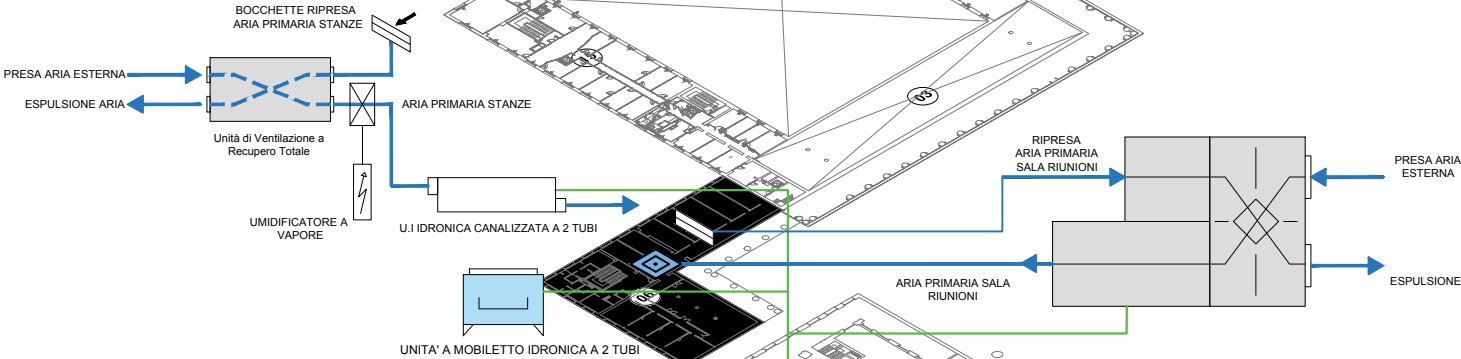 BOCCHETTE RIPRESA
ARIA PRIMARIA STANZE
PRESA ARIA ESTERNA
ESPULSIONE ARIA
ARIA PRIMARIA STANZE
Unità di Ventilazione a
Recupero Totale
UMIDIFICATORE A
VAPORE
U.I IDRONICA CANALIZZATA A 2 TUBI
UNITA' A MOBILETTO IDRONICA A 2 TUBI
03
RIPRESA
ARIA PRIMARIA
SALA RIUNIONI
PRESA ARIA
ESTERNA
ARIA PRIMARIA SALA
RIUNIONI
ESPULSIONE